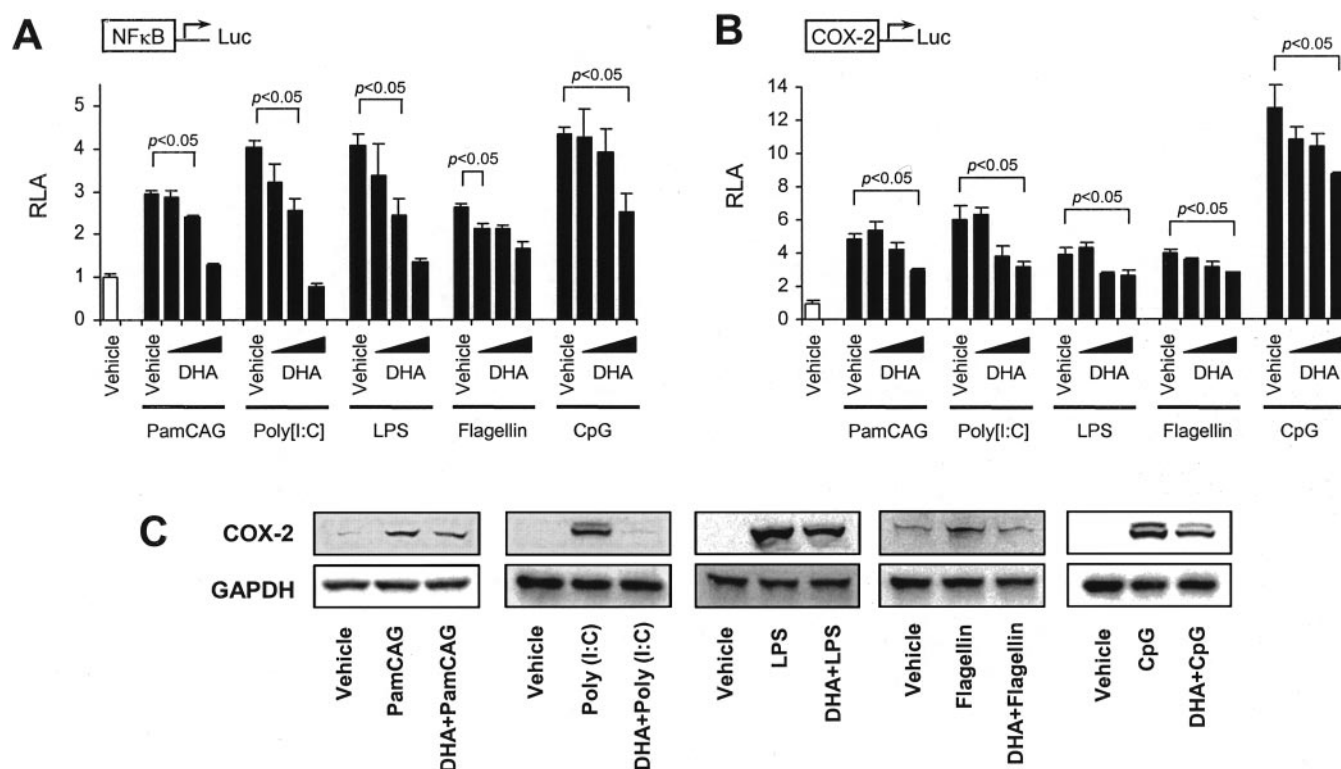 A
NFκB
Luc
RLA
5
4
3
2
1
0
p<0.05
p<0.05
p<0.05
p<0.05
p<0.05
Vehicle
Vehicle DHA
Vehicle DHA
Vehicle DHA
Vehicle DHA
Vehicle DHA
PamCAG Poly[I:C] LPS Flagellin CpG
B
COX-2
Luc
RLA
14
12
10
8
6
4
2
0
p<0.05
p<0.05
p<0.05
p<0.05
p<0.05
Vehicle
Vehicle DHA
Vehicle DHA
Vehicle DHA
Vehicle DHA
Vehicle DHA
PamCAG Poly[I:C] LPS Flagellin CpG
C
COX-2
GAPDH
Vehicle
PamCAG
DHA+PamCAG
Vehicle
Poly (I:C)
DHA+Poly (I:C)
Vehicle
LPS
DHA+LPS
Vehicle
Flagellin
DHA+Flagellin
Vehicle
CpG
DHA+CpG